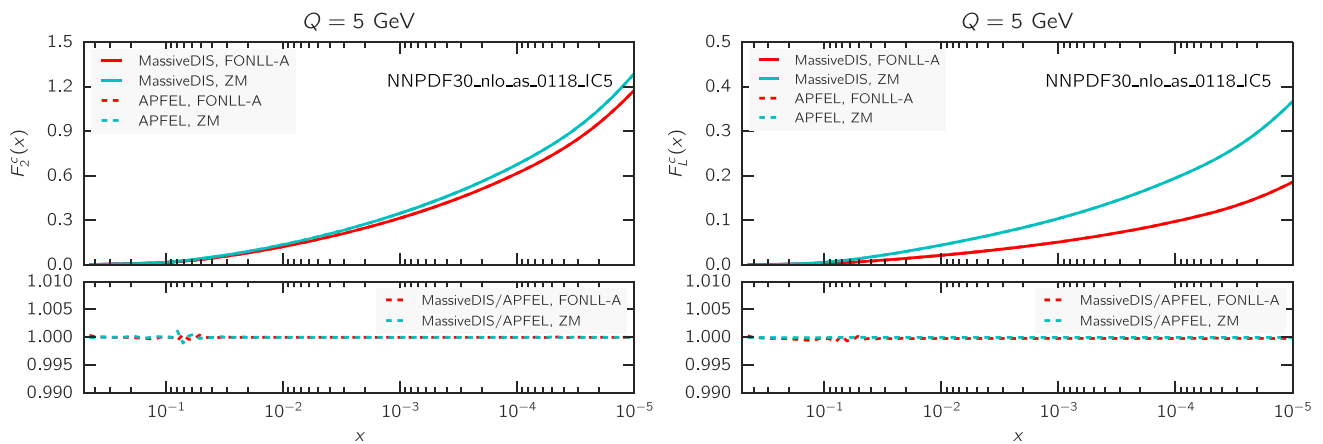 Q = 5 GeV
1.5
1.2
0.9
0.6
0.3
0.0
F₂ᶜ(x)
MassiveDIS, FONLL-A
MassiveDIS, ZM
APFEL, FONLL-A
APFEL, ZM
NNPDF30_nlo_as_0118_IC5
1.010
1.005
1.000
0.995
0.990
MassiveDIS/APFEL, FONLL-A
MassiveDIS/APFEL, ZM
10⁻¹ 10⁻² 10⁻³ 10⁻⁴ 10⁻⁵
x
Q = 5 GeV
0.5
0.4
0.3
0.2
0.1
0.0
F_Lᶜ(x)
MassiveDIS, FONLL-A
MassiveDIS, ZM
APFEL, FONLL-A
APFEL, ZM
NNPDF30_nlo_as_0118_IC5
1.010
1.005
1.000
0.995
0.990
MassiveDIS/APFEL, FONLL-A
MassiveDIS/APFEL, ZM
10⁻¹ 10⁻² 10⁻³ 10⁻⁴ 10⁻⁵
x